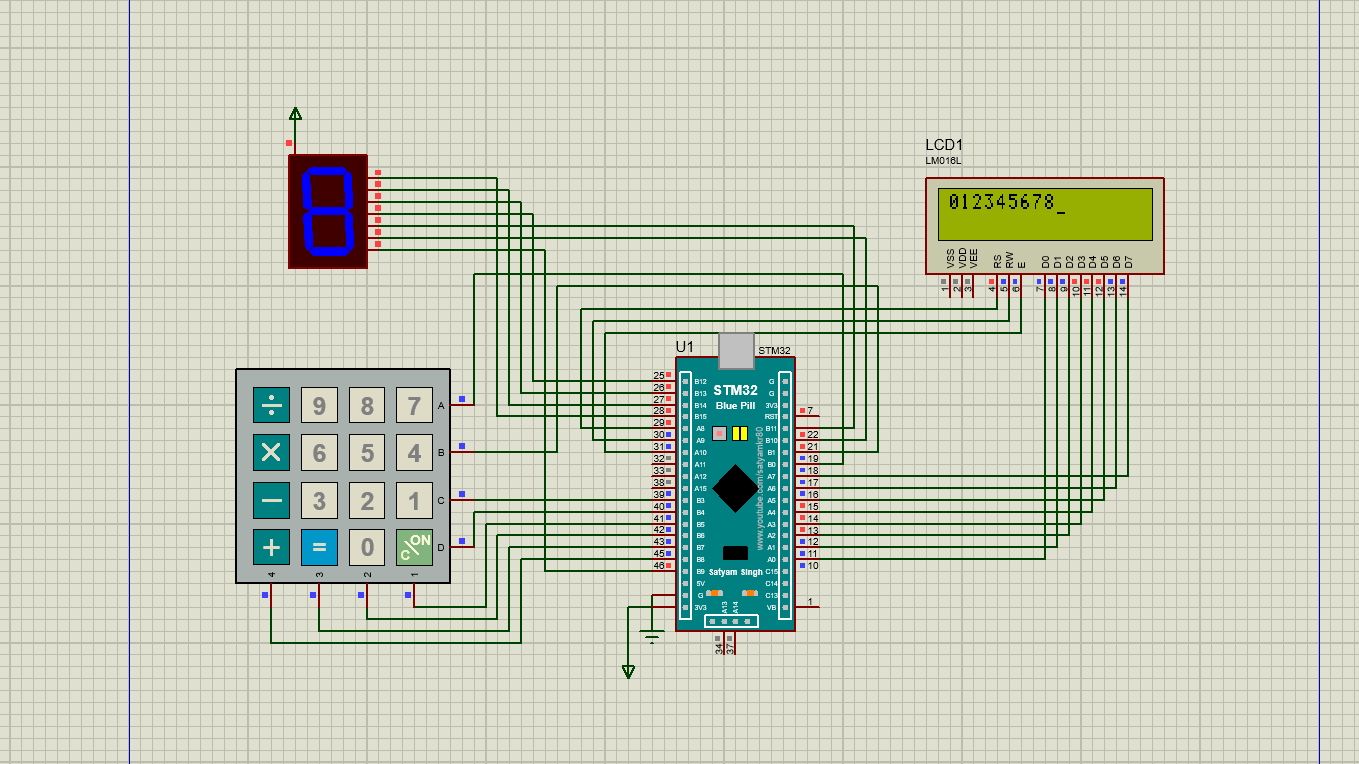 LCD1
LM016L
012345678_
VSS VDD VEE RS RW E D0 D1 D2 D3 D4 D5 D6 D7
1 2 3 4 5 6 7 8 9 10 11 12 13 14
U1
STM32
STM32
Blue Pill
25 B12
26 B13
27 B14
28 B15
29 A8
30 A9
31 A10
32 A11
33 A12
38 A15
39 B3
40 B4
41 B5
42 B6
43 B7
45 B8
46 B9
5V
G
3V3
G
G
3V3
RST 7
B11 22
B10 21
B1 19
B0 18
A7 17
A6 16
A5 15
A4 14
A3 13
A2 12
A1 11
A0 10
C15
C14
C13
VB 1
www.youtube.com/satyamkr80
Satyam Singh
A13 A14
34 37
÷ 9 8 7 A
× 6 5 4 B
− 3 2 1 C
+ = 0 ON/C D
4 3 2 1